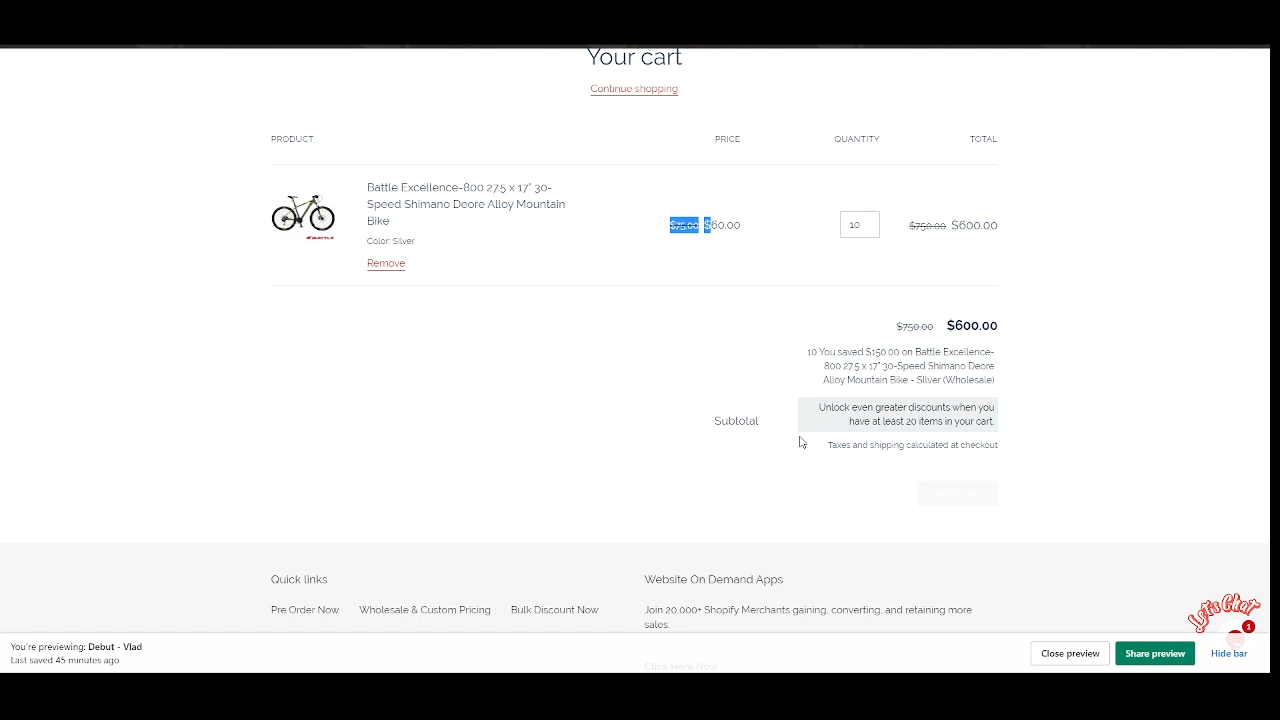 Your cart
Continue shopping
PRODUCT
PRICE
QUANTITY
TOTAL
Battle Excellence-800 27.5 x 17" 30-
Speed Shimano Deore Alloy Mountain
Bike
Color: Silver
Remove
$75.00 $60.00
10
$750.00 $600.00
BATTLE
$750.00 $600.00
10 You saved $150.00 on Battle Excellence-
800 27.5 x 17" 30-Speed Shimano Deore
Alloy Mountain Bike - SIlver (Wholesale)
Subtotal
Unlock even greater discounts when you
have at least 20 items in your cart.
Taxes and shipping calculated at checkout
Quick links
Pre Order Now
Wholesale & Custom Pricing
Bulk Discount Now
Website On Demand Apps
Join 20,000+ Shopify Merchants gaining, converting, and retaining more
sales.
Click Here Now
Let's Chat
1
You're previewing: Debut - Vlad
Last saved 45 minutes ago
Close preview
Share preview
Hide bar